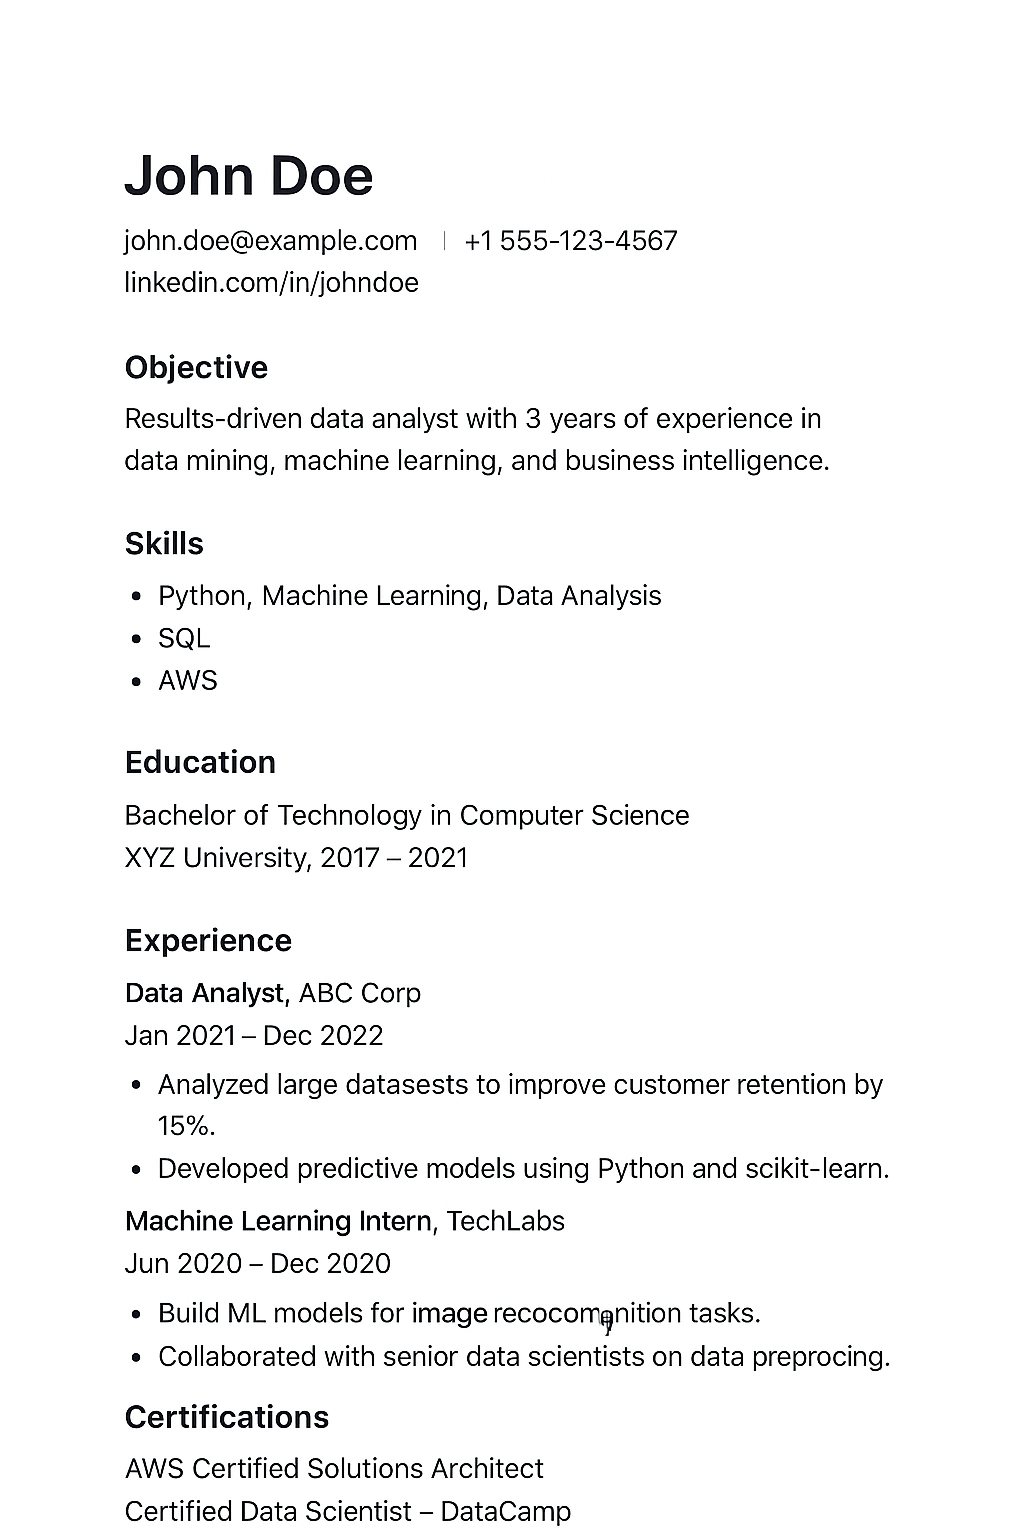 John Doe
john.doe@example.com | +1 555-123-4567
linkedin.com/in/johndoe
Objective
Results-driven data analyst with 3 years of experience in
data mining, machine learning, and business intelligence.
Skills
• Python, Machine Learning, Data Analysis
• SQL
• AWS
Education
Bachelor of Technology in Computer Science
XYZ University, 2017 – 2021
Experience
Data Analyst, ABC Corp
Jan 2021 – Dec 2022
• Analyzed large datasests to improve customer retention by
15%.
• Developed predictive models using Python and scikit-learn.
Machine Learning Intern, TechLabs
Jun 2020 – Dec 2020
• Build ML models for image tasks.
• Collaborated with senior data scientists on data preprocing.
Certifications
AWS Certified Solutions Architect
Certified Data Scientist – DataCamp